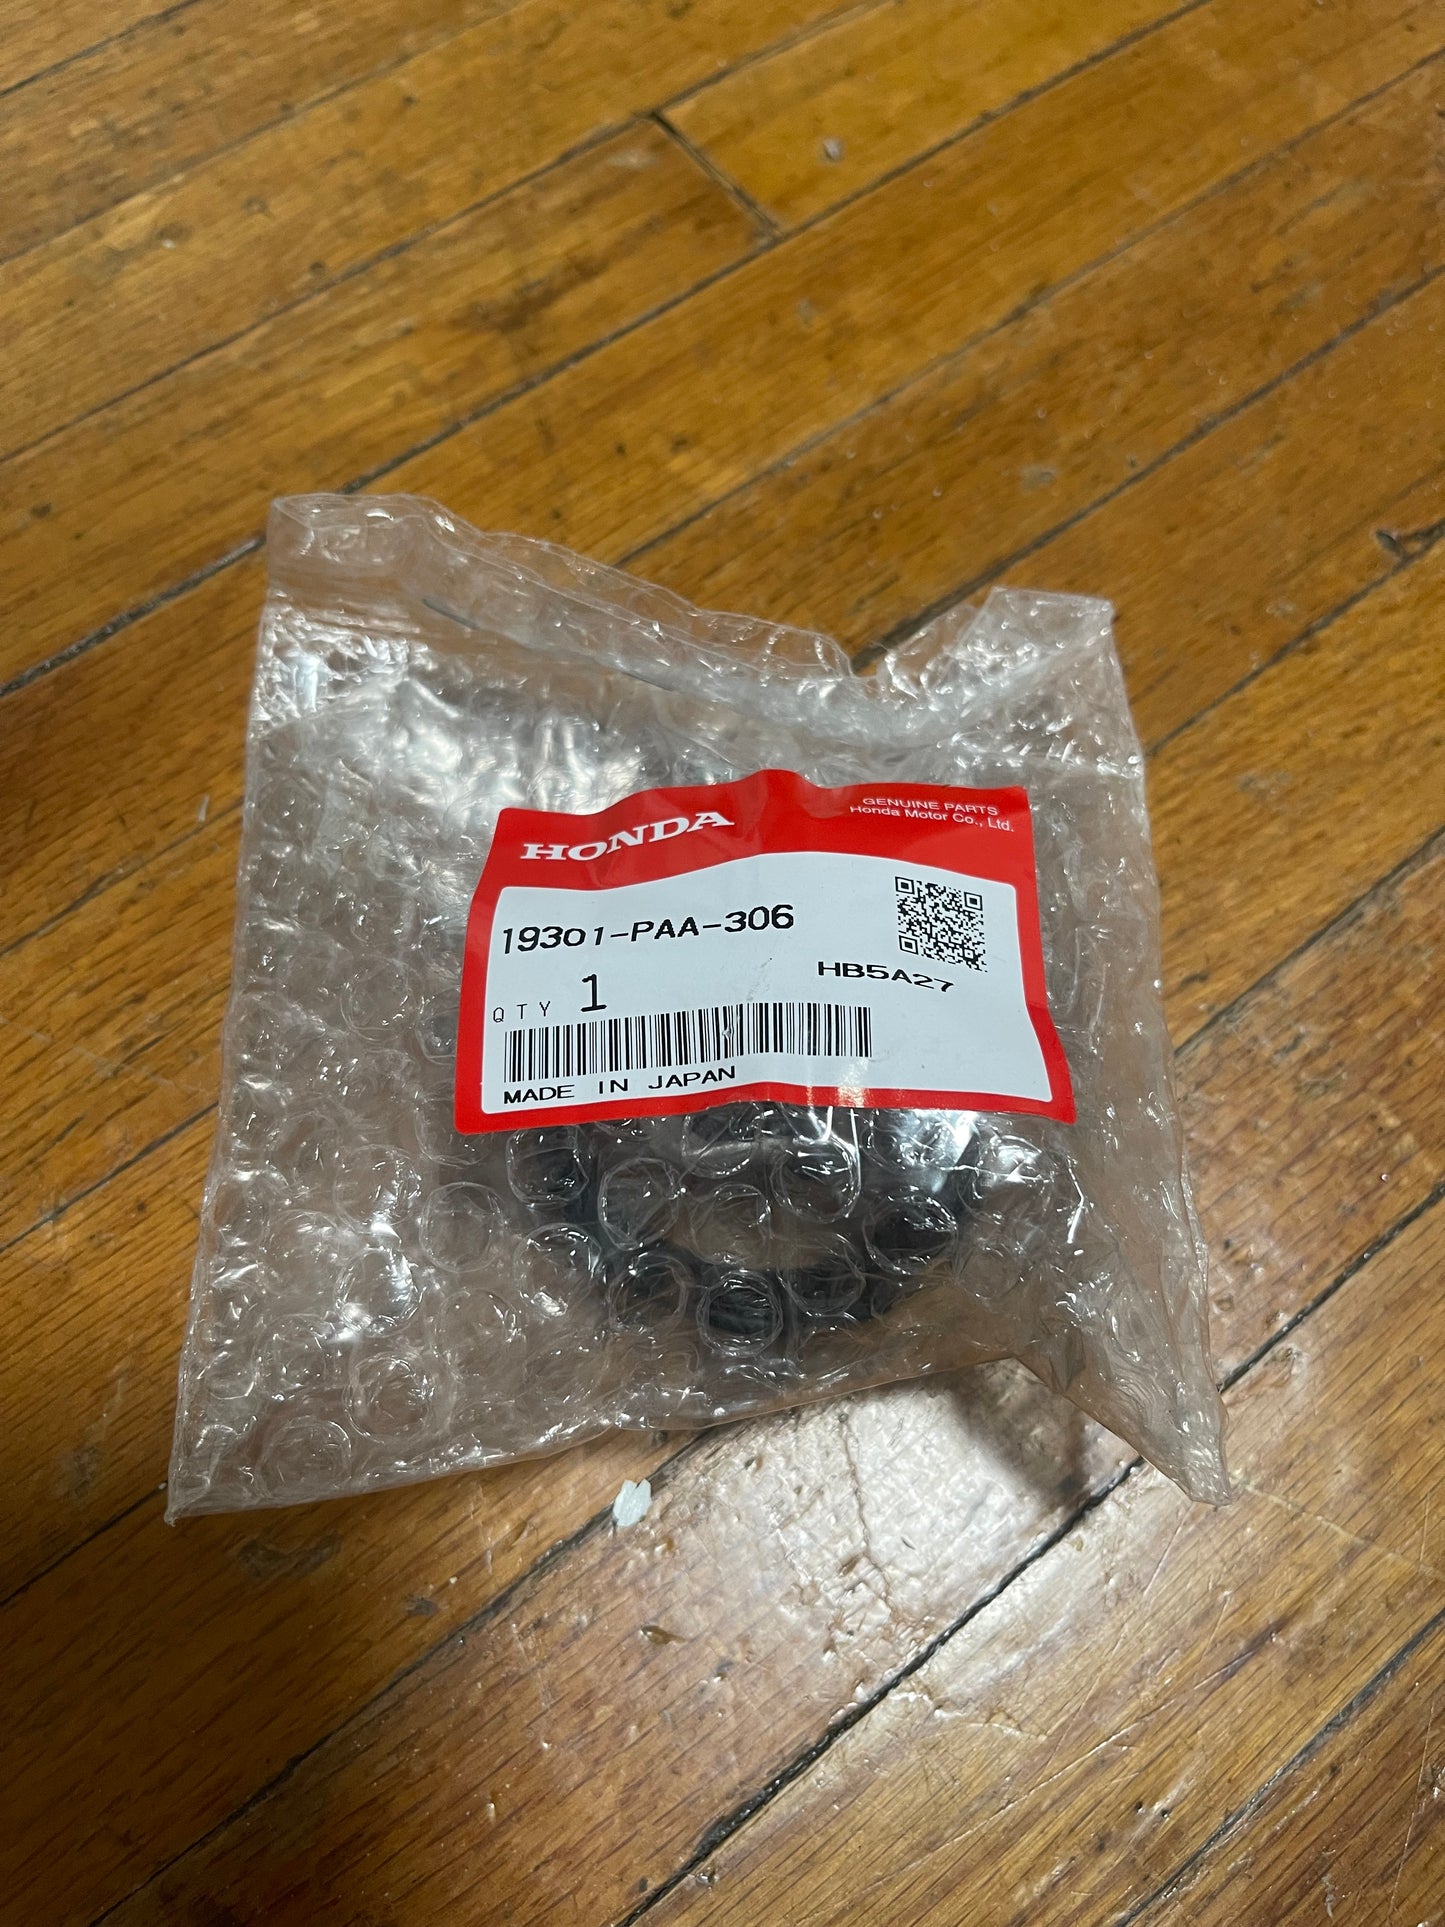 HONDA
GENUINE PARTS
Honda Motor Co., Ltd.
19301-PAA-306
HB5A27
QTY 1
MADE IN JAPAN